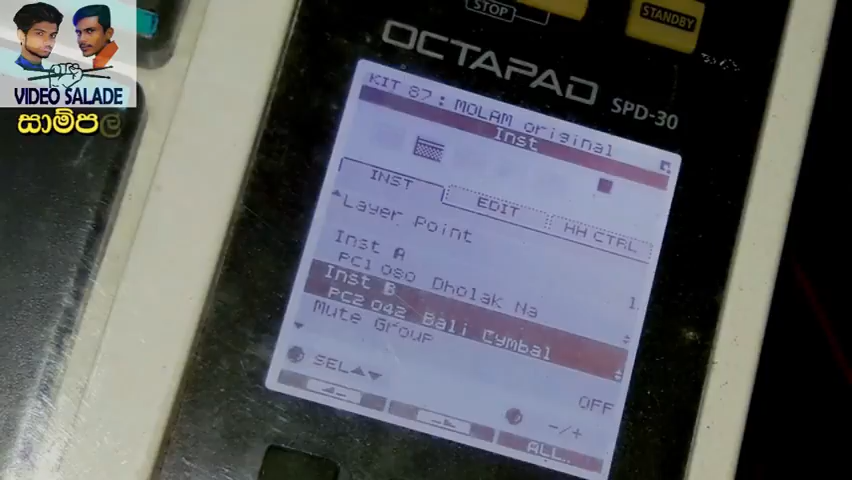 VIDEO SALADE
සාම්පල
STOP
STANDBY
OCTAPAD
SPD-30
KIT 87: MOLAM original
Inst
INST
EDIT
HH CTRL
Layer Point
1
Inst A
PC1 080 Dholak Na
Inst B
PC2 042 Bali Cymbal
Mute Group
OFF
SEL
-/+
ALL..